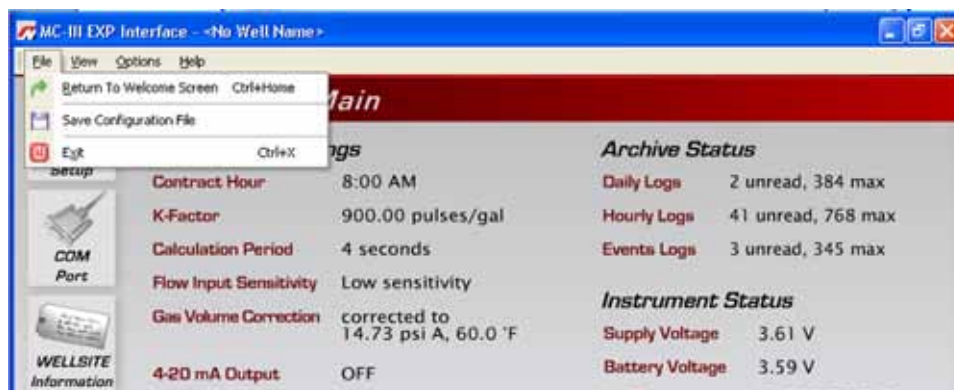 MC-III EXP Interface - <No Well Name>
File View Options Help
Return To Welcome Screen Ctrl+Home
Save Configuration File
Exit Ctrl+X
Main
Setup
COM
Port
WELLSITE
Information
Contract Hour 8:00 AM
K-Factor 900.00 pulses/gal
Calculation Period 4 seconds
Flow Input Sensitivity Low sensitivity
Gas Volume Correction corrected to
14.73 psi A, 60.0 °F
4-20 mA Output OFF
Archive Status
Daily Logs 2 unread, 384 max
Hourly Logs 41 unread, 768 max
Events Logs 3 unread, 345 max
Instrument Status
Supply Voltage 3.61 V
Battery Voltage 3.59 V